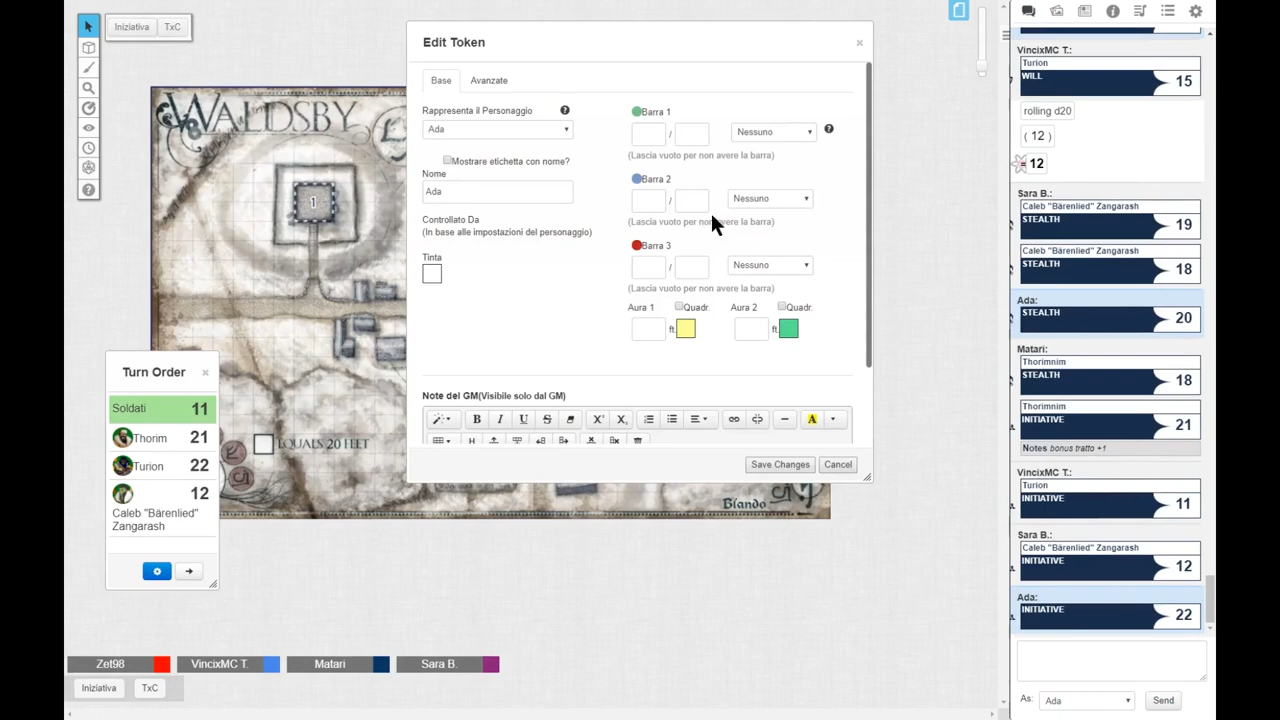 Iniziativa
TxC
WALDSBY
1
EQUALS 20 FEET
Biando
Turn Order
×
Soldati 11
Thorim 21
Turion 22
12
Caleb "Bärenlied"
Zangarash
Zet98
VincixMC T.
Matari
Sara B.
Iniziativa
TxC
Edit Token
×
Base
Avanzate
Rappresenta il Personaggio
Ada
Mostrare etichetta con nome?
Nome
Ada
Controllato Da
(In base alle impostazioni del personaggio)
Tinta
Barra 1
/
Nessuno
(Lascia vuoto per non avere la barra)
Barra 2
/
Nessuno
(Lascia vuoto per non avere la barra)
Barra 3
/
Nessuno
(Lascia vuoto per non avere la barra)
Aura 1
Quadr.
Aura 2
Quadr.
ft.
ft.
Note del GM(Visibile solo dal GM)
B I U S X X A
H
Save Changes
Cancel
VincixMC T.:
Turion
WILL 15
rolling d20
( 12 )
= 12
Sara B.:
Caleb "Bärenlied" Zangarash
STEALTH 19
Caleb "Bärenlied" Zangarash
STEALTH 18
Ada:
STEALTH 20
Matari:
Thorimnim
STEALTH 18
Thorimnim
INITIATIVE 21
Notes bonus tratto +1
VincixMC T.:
Turion
INITIATIVE 11
Sara B.:
Caleb "Bärenlied" Zangarash
INITIATIVE 12
Ada:
INITIATIVE 22
As:
Ada
Send